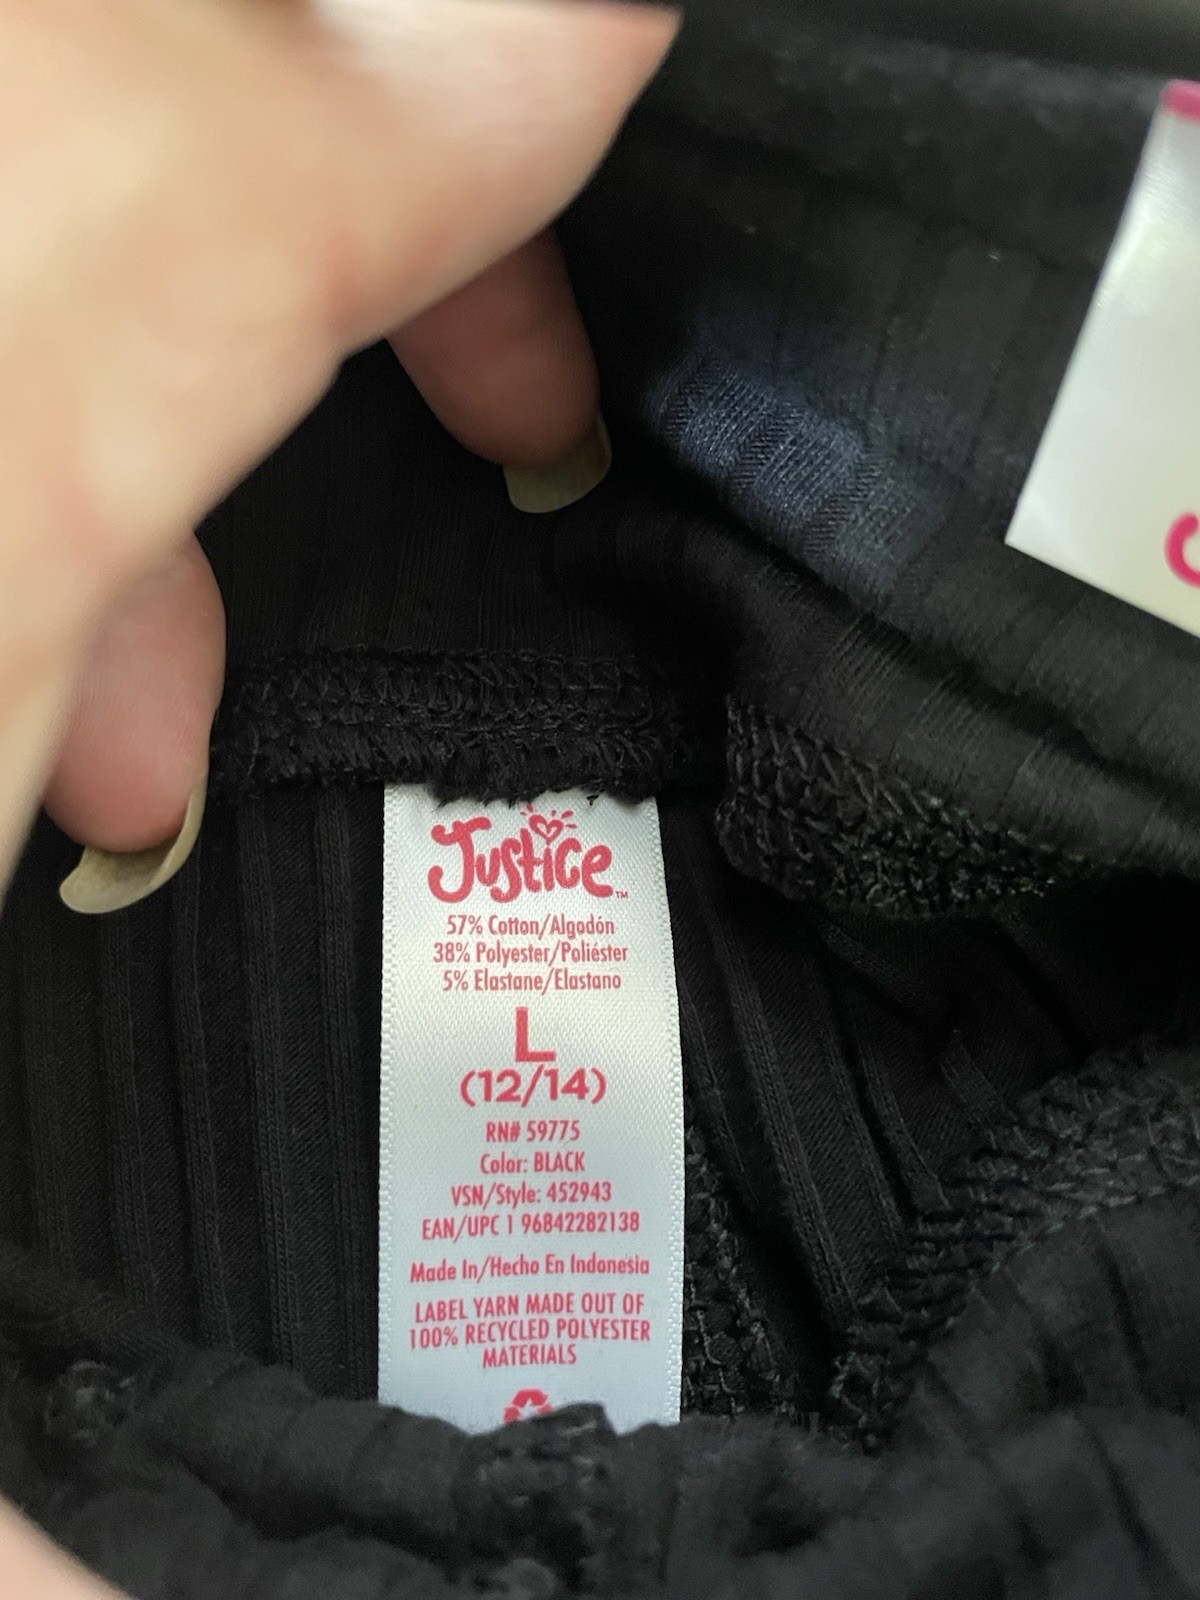 Justice™
57% Cotton/Algodón
38% Polyester/Poliéster
5% Elastane/Elastano
L
(12/14)
RN# 59775
Color: BLACK
VSN/Style: 452943
EAN/UPC 1 96842282138
Made In/Hecho En Indonesia
LABEL YARN MADE OUT OF
100% RECYCLED POLYESTER
MATERIALS